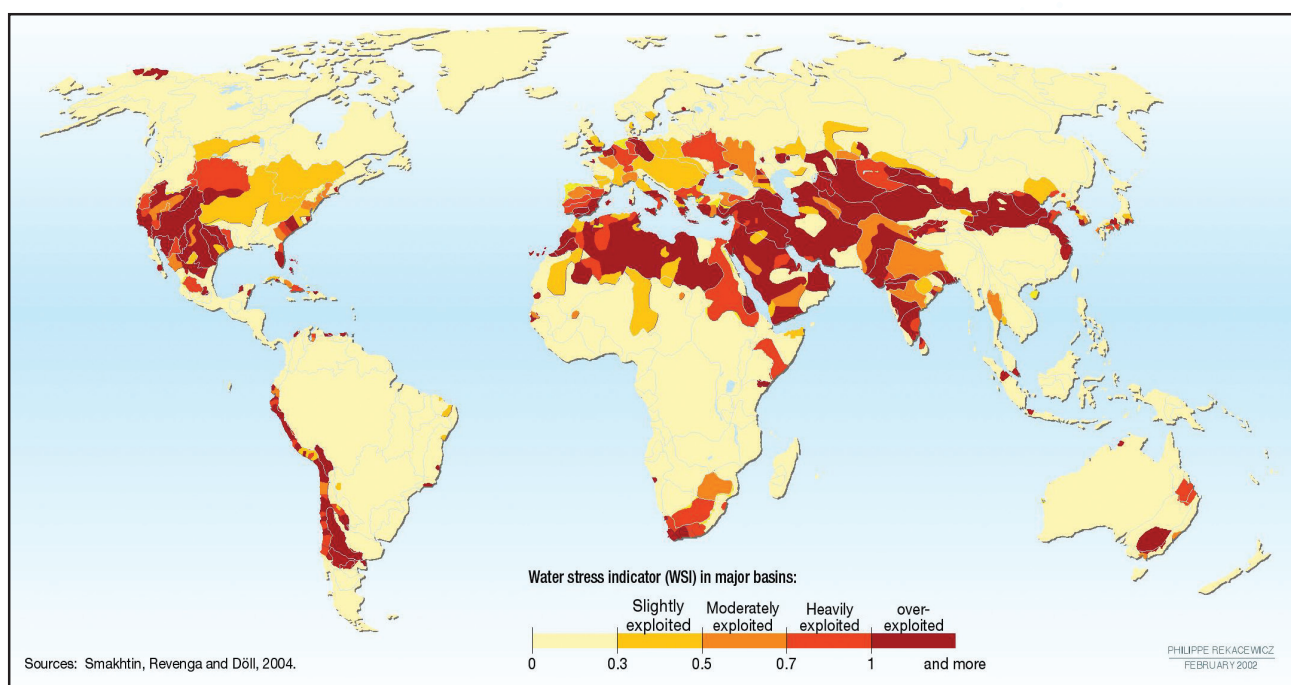 Water stress indicator (WSI) in major basins:
Slightly
exploited
Moderately
exploited
Heavily
exploited
over-
exploited
0
0.3
0.5
0.7
1
and more
Sources: Smakhtin, Revenga and Döll, 2004.
PHILIPPE REKACEWICZ
FEBRUARY 2002